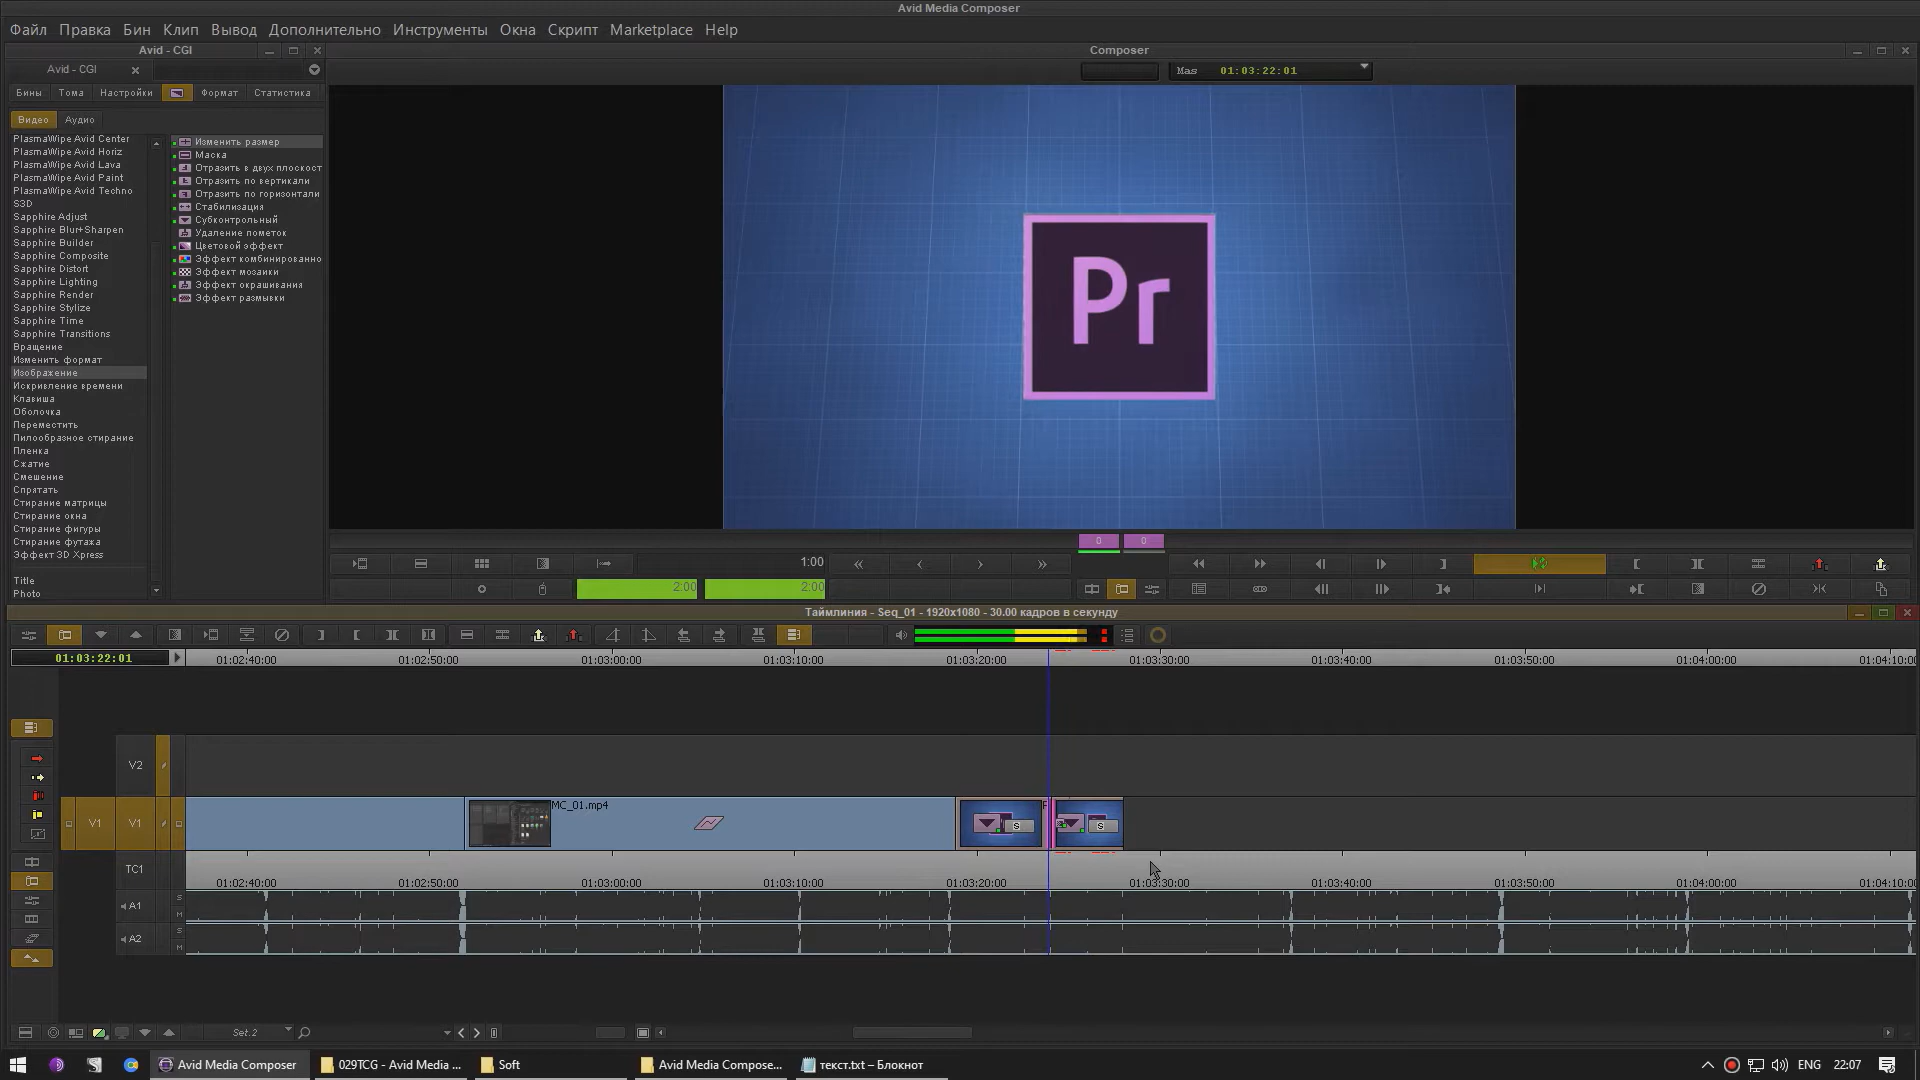 Avid Media Composer
Файл Правка Бин Клип Вывод Дополнительно Инструменты Окна Скрипт Marketplace Help
Avid - CGI
Composer
Avid - CGI
Mas 01:03:22:01
Бины Тома Настройки Формат Статистика
Видео Аудио
PlasmaWipe Avid Center
PlasmaWipe Avid Horiz
PlasmaWipe Avid Lava
PlasmaWipe Avid Paint
PlasmaWipe Avid Techno
S3D
Sapphire Adjust
Sapphire Blur+Sharpen
Sapphire Builder
Sapphire Composite
Sapphire Distort
Sapphire Lighting
Sapphire Render
Sapphire Stylize
Sapphire Time
Sapphire Transitions
Вращение
Изменить формат
Изображение
Искривление времени
Клавиша
Оболочка
Переместить
Пилообразное стирание
Пленка
Сжатие
Смешение
Спрятать
Стирание матрицы
Стирание окна
Стирание фигуры
Стирание футажа
Эффект 3D Xpress
Title
Photo
Изменить размер
Маска
Отразить в двух плоскост
Отразить по вертикали
Отразить по горизонтали
Стабилизация
Субконтрольный
Удаление пометок
Цветовой эффект
Эффект комбинированно
Эффект мозаики
Эффект окрашивания
Эффект размывки
Pr
0 0
1:00
2:00 2:00
Таймлиния - Seq_01 - 1920x1080 - 30.00 кадров в секунду
01:03:22:01
01:02:40:00 01:02:50:00 01:03:00:00 01:03:10:00 01:03:20:00 01:03:30:00 01:03:40:00 01:03:50:00 01:04:00:00 01:04:10:00
V2
V1 V1
MC_01.mp4
S S
TC1
01:02:40:00 01:02:50:00 01:03:00:00 01:03:10:00 01:03:20:00 01:03:30:00 01:03:40:00 01:03:50:00 01:04:00:00 01:04:10:00
A1 S M
A2 S M
Set.2
Avid Media Composer
029TCG - Avid Media ...
Soft
Avid Media Compose...
текст.txt – Блокнот
ENG 22:07